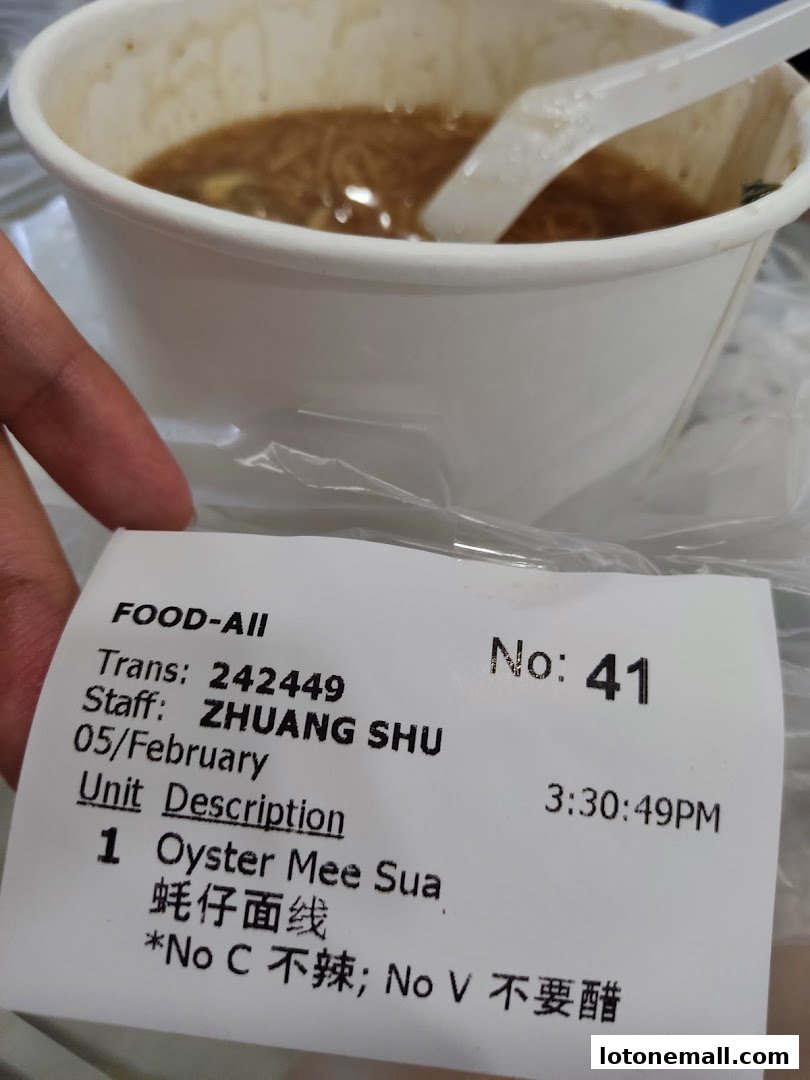 FOOD-All
No: 41
Trans: 242449
Staff: ZHUANG SHU
05/February
3:30:49PM
Unit Description
1 Oyster Mee Sua
蚝仔面线
*No C 不辣; No V 不要醋
lotonemall.com